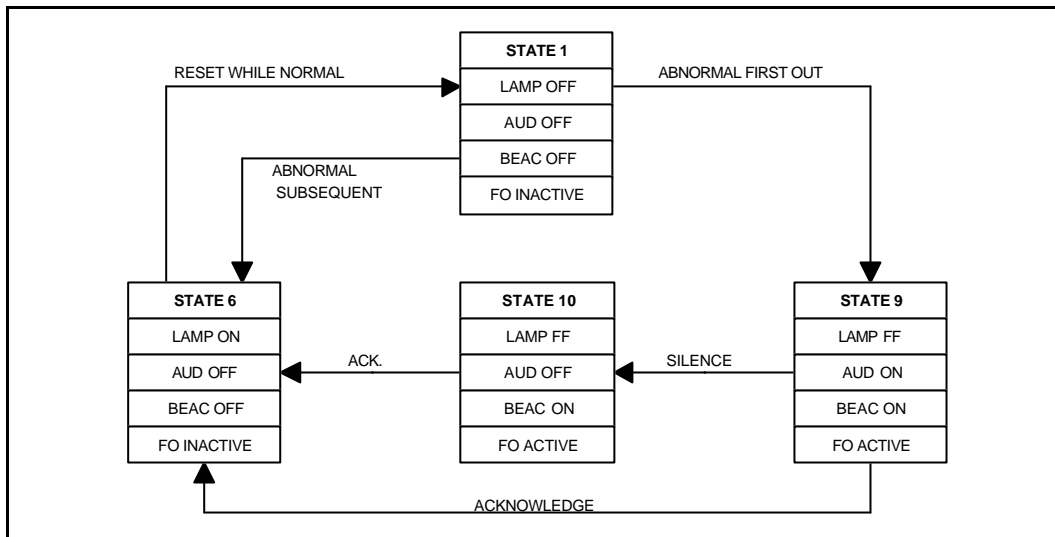 STATE 1
RESET WHILE NORMAL
ABNORMAL FIRST OUT
LAMP OFF
AUD OFF
BEAC OFF
ABNORMAL
SUBSEQUENT
FO INACTIVE
STATE 6
LAMP ON
AUD OFF
BEAC OFF
FO INACTIVE
ACK.
STATE 10
LAMP FF
AUD OFF
BEAC ON
FO ACTIVE
SILENCE
STATE 9
LAMP FF
AUD ON
BEAC ON
FO ACTIVE
ACKNOWLEDGE